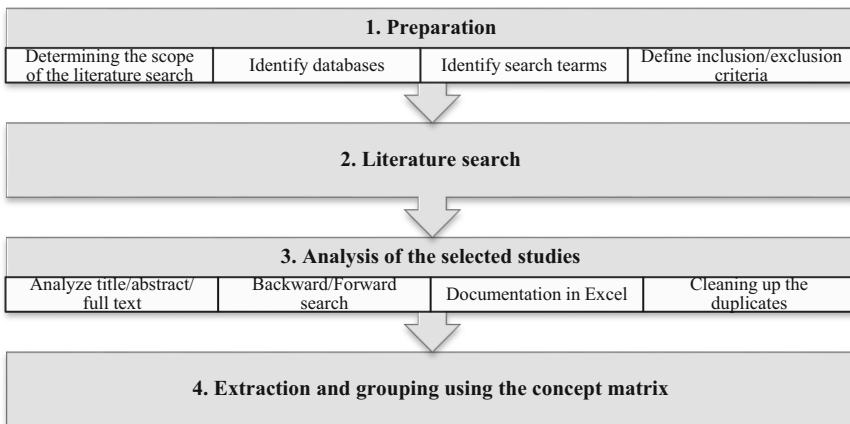 1. Preparation
Determining the scope
of the literature search
Identify databases
Identify search tearms
Define inclusion/exclusion
criteria
2. Literature search
3. Analysis of the selected studies
Analyze title/abstract/
full text
Backward/Forward
search
Documentation in Excel
Cleaning up the
duplicates
4. Extraction and grouping using the concept matrix